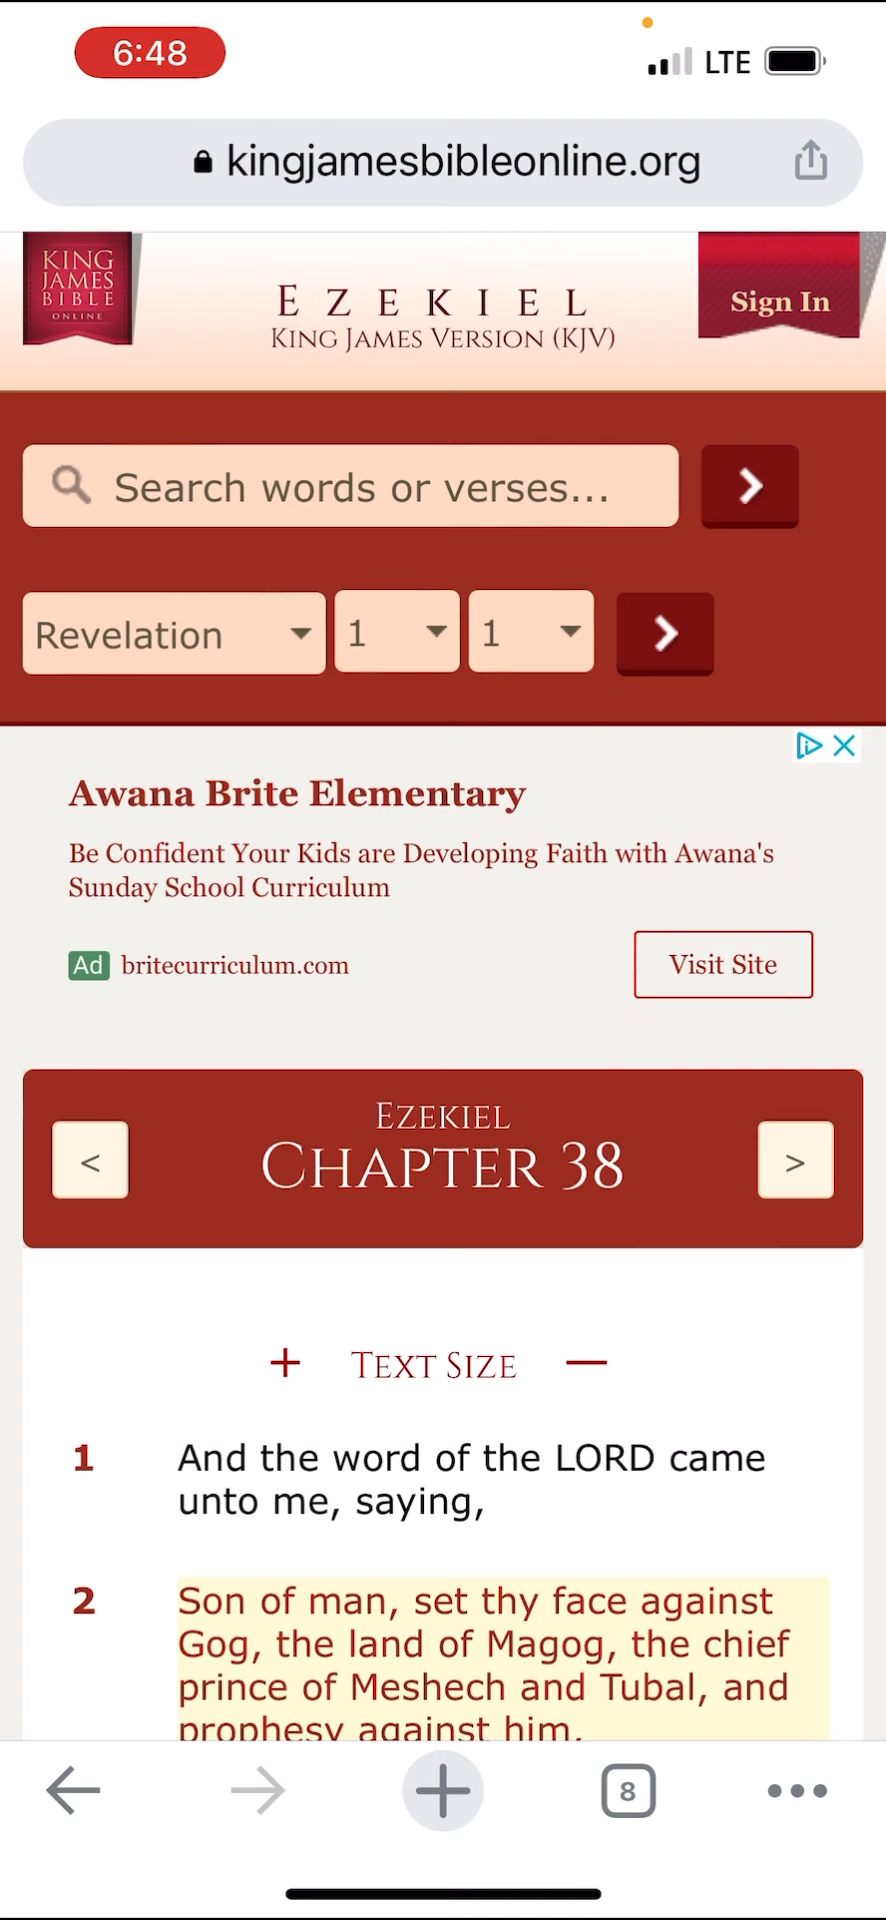 6:48
LTE
kingjamesbibleonline.org
KING
JAMES
BIBLE
ONLINE
EZEKIEL
KING JAMES VERSION (KJV)
Sign In
Search words or verses...
Revelation 1 1
Awana Brite Elementary
Be Confident Your Kids are Developing Faith with Awana's
Sunday School Curriculum
Ad britecurriculum.com
Visit Site
EZEKIEL
< CHAPTER 38 >
+ TEXT SIZE —
1 And the word of the LORD came
unto me, saying,
2 Son of man, set thy face against
Gog, the land of Magog, the chief
prince of Meshech and Tubal, and
prophesy against him,
8